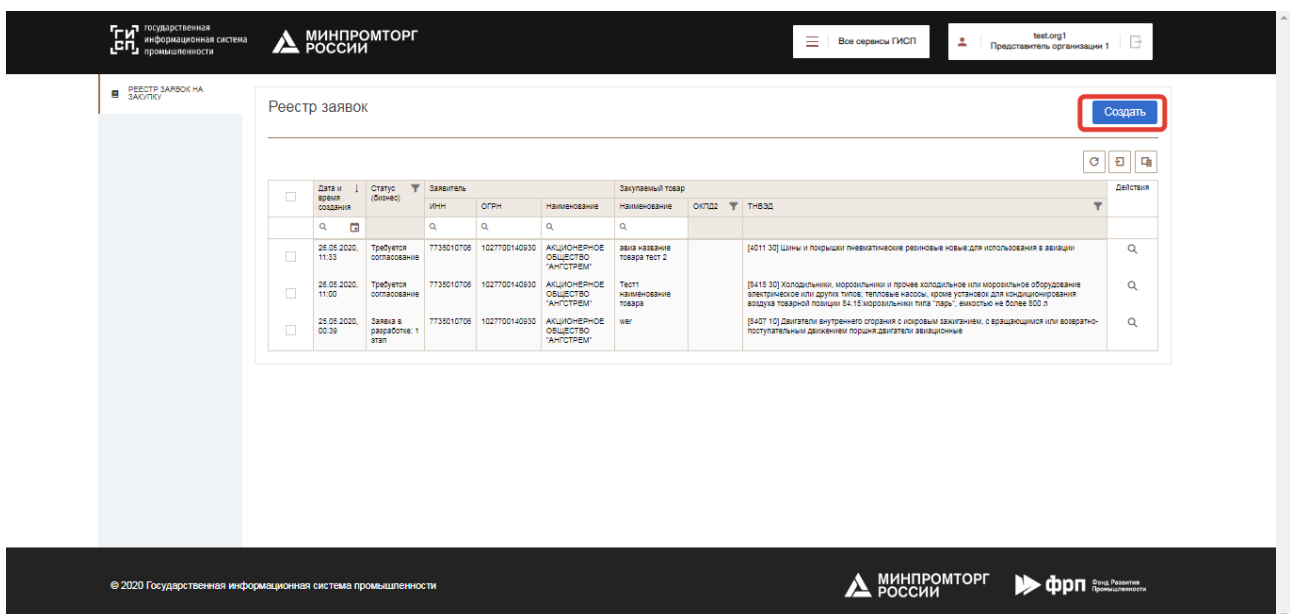 государственная
информационная система
промышленности
ГИСП
МИНПРОМТОРГ
РОССИИ
Все сервисы ГИСП
test.org1
Представитель организации 1
РЕЕСТР ЗАЯВОК НА
ЗАКУПКУ
Реестр заявок
Создать
Дата и
время
создания
Статус
(бизнес)
Заявитель
Закупаемый товар
Действия
ИНН
ОГРН
Наименование
Наименование
ОКПД2
ТНВЭД
26.05.2020,
11:33
Требуется
согласование
7735010706
1027700140930
АКЦИОНЕРНОЕ
ОБЩЕСТВО
"АНГСТРЕМ"
авиа название
товара тест 2
[4011 30] Шины и покрышки пневматические резиновые новые:для использования в авиации
26.05.2020,
11:00
Требуется
согласование
7735010706
1027700140930
АКЦИОНЕРНОЕ
ОБЩЕСТВО
"АНГСТРЕМ"
Тест1
наименование
товара
[8418 30] Холодильники, морозильники и прочее холодильное или морозильное оборудование
электрическое или других типов; тепловые насосы, кроме установок для кондиционирования
воздуха товарной позиции 84.15:морозильники типа "ларь", емкостью не более 800 л
25.05.2020,
00:39
Заявка в
разработке: 1
этап
7735010706
1027700140930
АКЦИОНЕРНОЕ
ОБЩЕСТВО
"АНГСТРЕМ"
wer
[8407 10] Двигатели внутреннего сгорания с искровым зажиганием, с вращающимся или возвратно-
поступательным движением поршня:двигатели авиационные
© 2020 Государственная информационная система промышленности
МИНПРОМТОРГ
РОССИИ
фрп
Фонд Развития
Промышленности